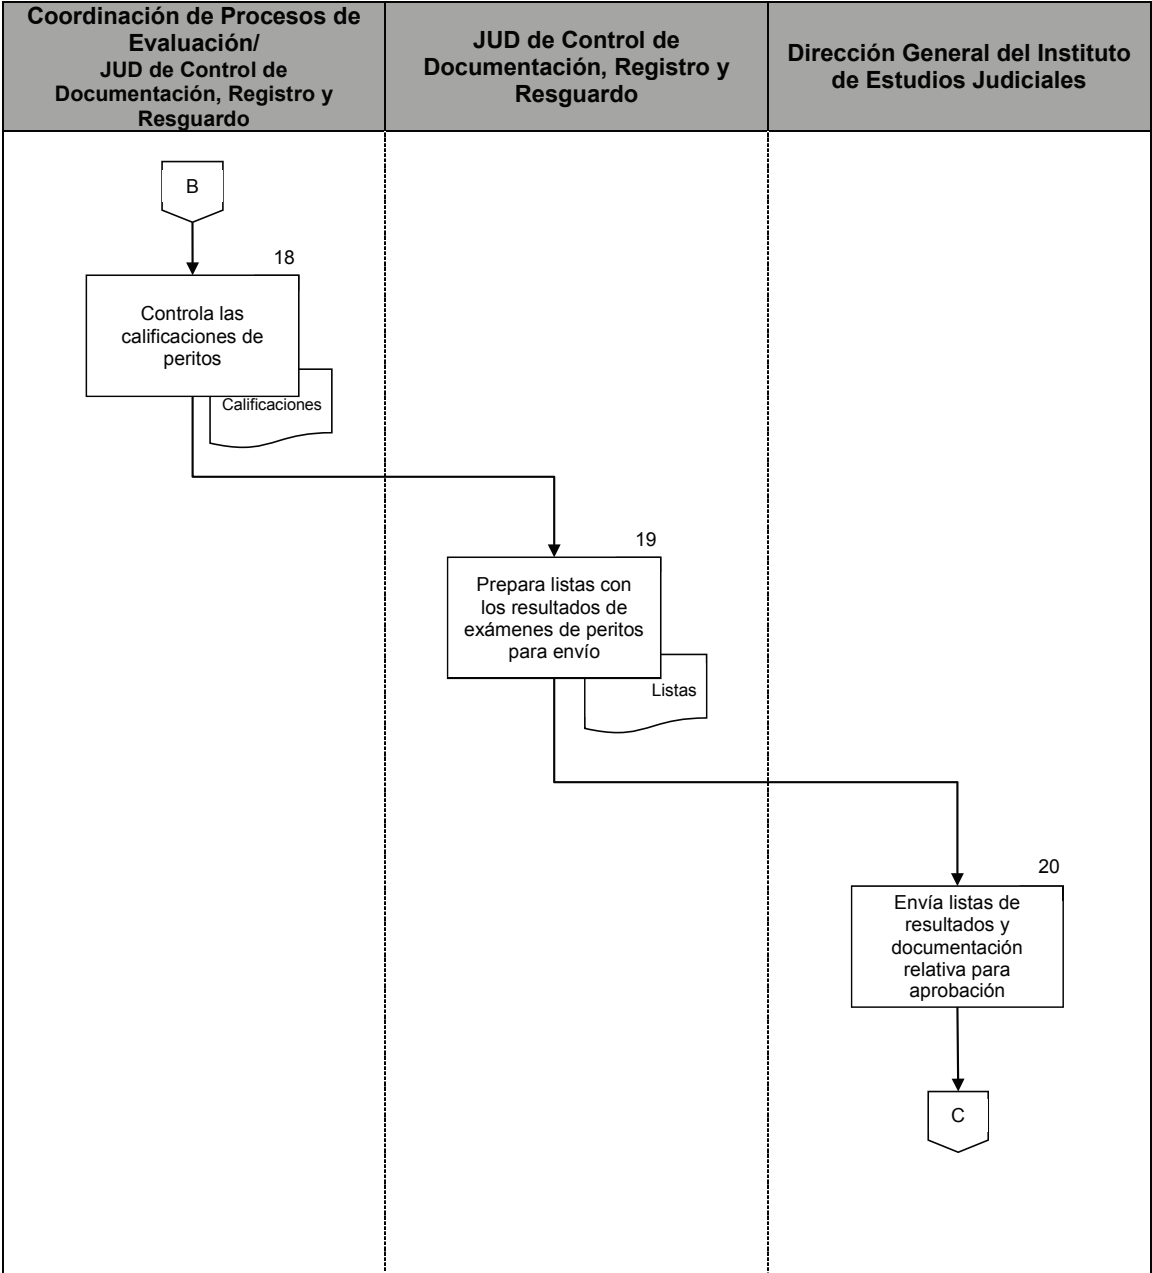 Coordinación de Procesos de
Evaluación/
JUD de Control de
Documentación, Registro y
Resguardo
JUD de Control de
Documentación, Registro y
Resguardo
Dirección General del Instituto
de Estudios Judiciales
B
18
Controla las
calificaciones de
peritos
Calificaciones
19
Prepara listas con
los resultados de
exámenes de peritos
para envío
Listas
20
Envía listas de
resultados y
documentación
relativa para
aprobación
C